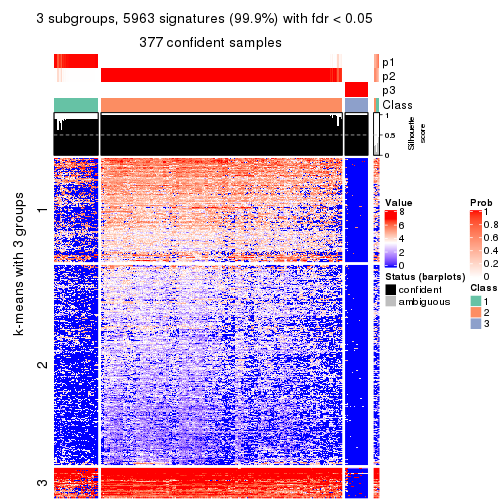 3 subgroups, 5963 signatures (99.9%) with fdr < 0.05
377 confident samples
p1
p2
p3
Class
1
0.5
0
Silhouette
score
k-means with 3 groups
1
2
3
Value
8
6
4
2
0
Status (barplots)
confident
ambiguous
Prob
1
0.8
0.6
0.4
0.2
0
Class
1
2
3